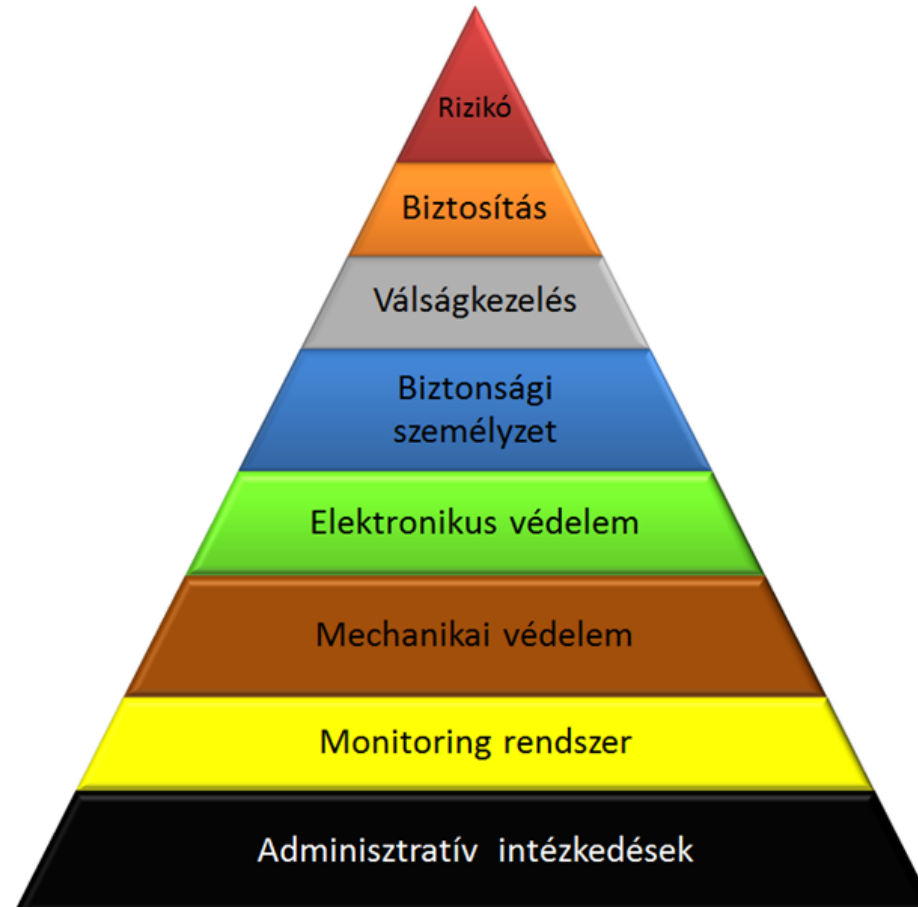 Rizikó
Biztosítás
Válságkezelés
Biztonsági
személyzet
Elektronikus védelem
Mechanikai védelem
Monitoring rendszer
Adminisztratív intézkedések